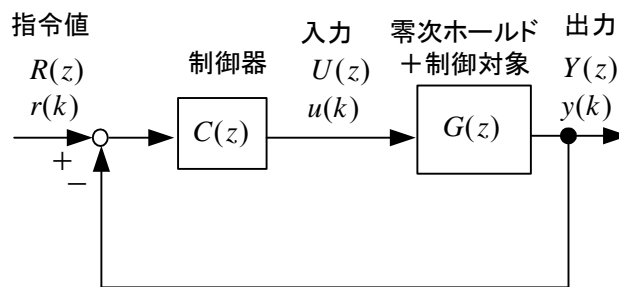 指令値
R(z)
r(k)
制御器
入力
U(z)
u(k)
零次ホールド
+制御対象
出力
Y(z)
y(k)
C(z)
G(z)
+
−